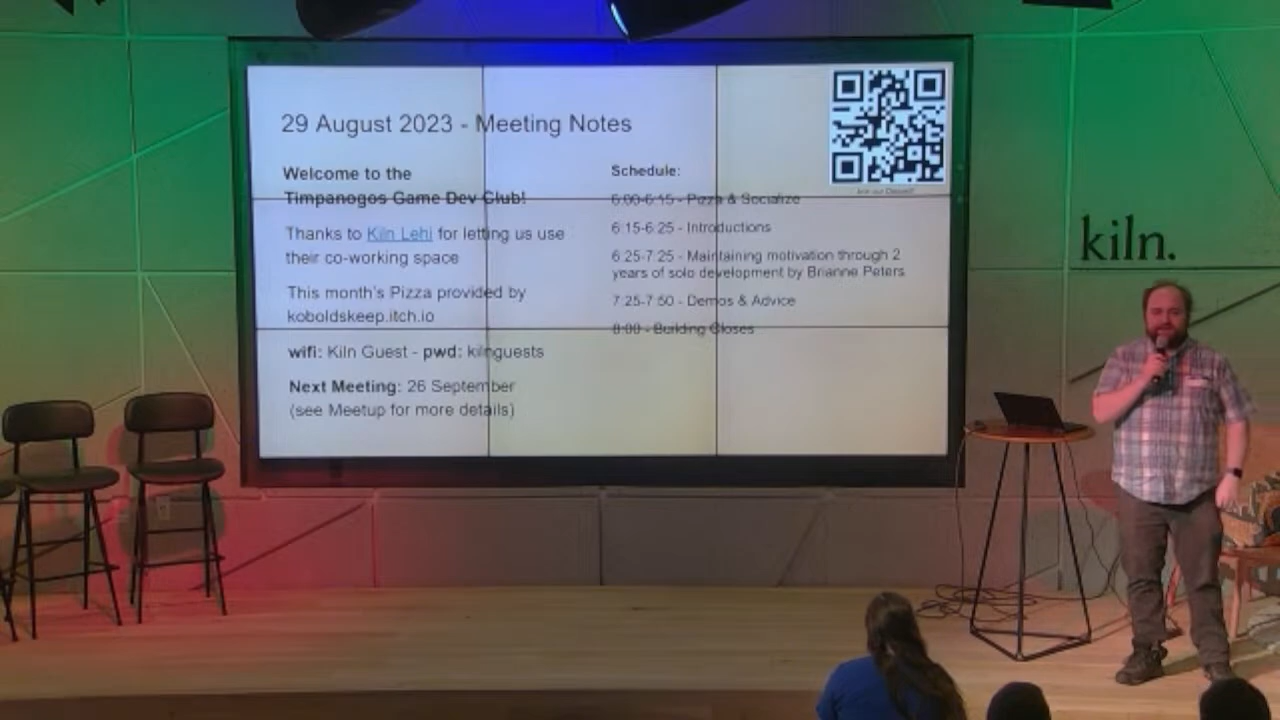 29 August 2023 - Meeting Notes
Welcome to the
Timpanogos Game Dev Club!
Thanks to Kiln Lehi for letting us use
their co-working space
This month's Pizza provided by
koboldskeep.itch.io
wifi: Kiln Guest - pwd: kilnguests
Next Meeting: 26 September
(see Meetup for more details)
Schedule:
6:00-6:15 - Pizza & Socialize
6:15-6:25 - Introductions
6:25-7:25 - Maintaining motivation through 2
years of solo development by Brianne Peters
7:25-7:50 - Demos & Advice
8:00 - Building Closes
Join our Discord!
kiln.